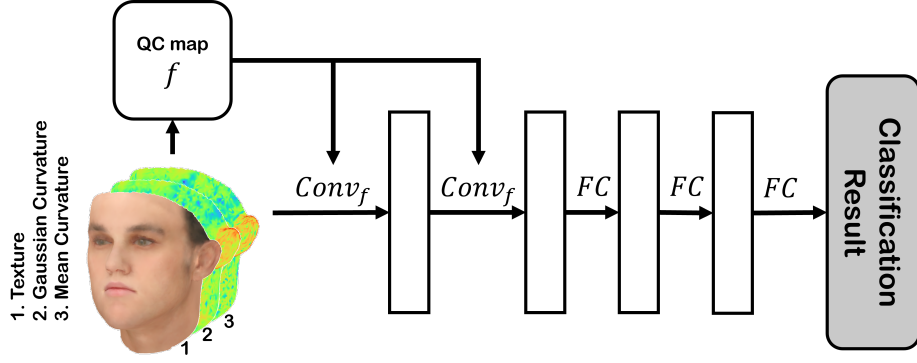 QC map
f
1. Texture
2. Gaussian Curvature
3. Mean Curvature
1
2
3
Conv_f
Conv_f
FC
FC
FC
Classification
Result